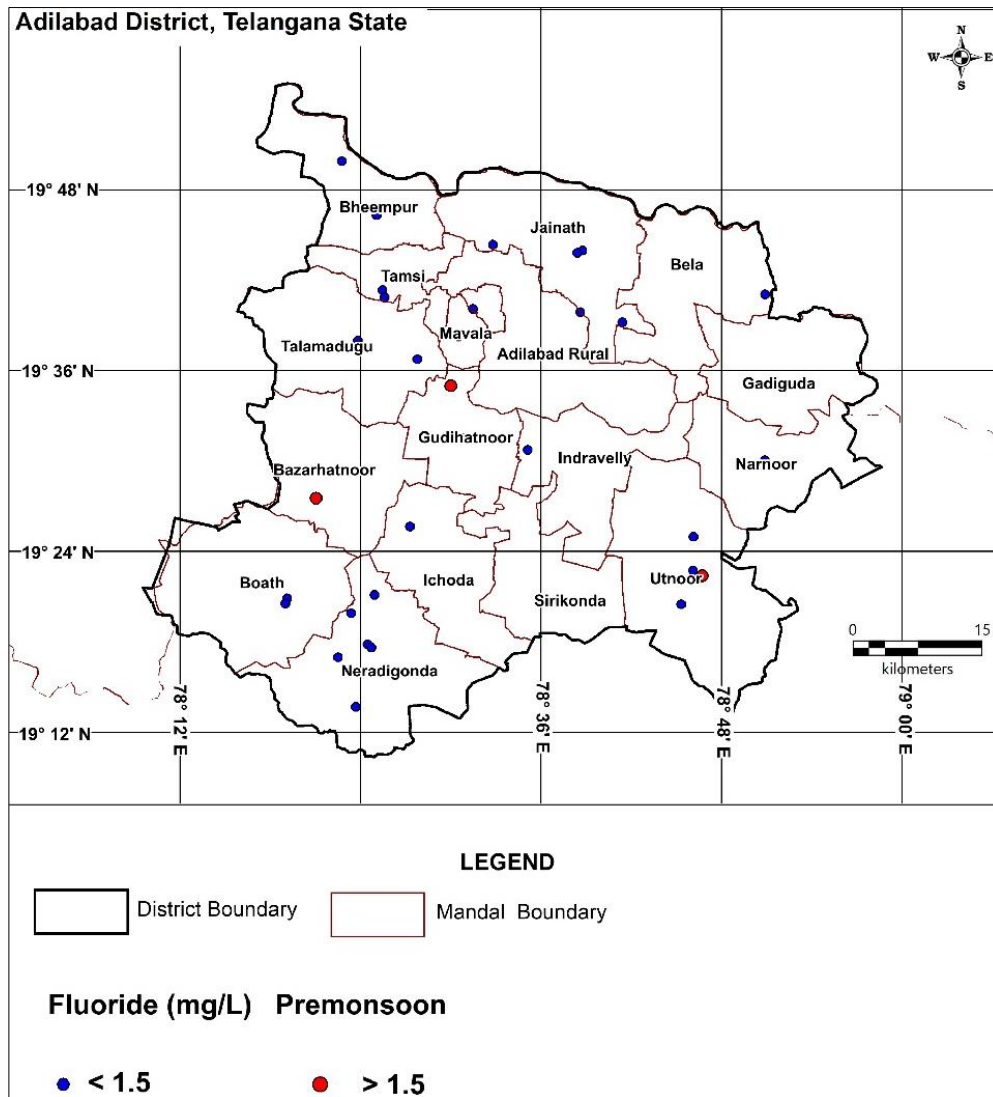 Adilabad District, Telangana State
N
W E
S
19° 48' N
Bheempur
Jainath
Bela
Tamsi
Mavala
Talamadugu
Adilabad Rural
19° 36' N
Gadiguda
Gudihatnoor
Indravelly
Narnoor
Bazarhatnoor
19° 24' N
Boath
Ichoda
Utnoor
Sirikonda
0 15
kilometers
Neradigonda
78° 12' E
78° 36' E
78° 48' E
79° 00' E
19° 12' N
LEGEND
District Boundary
Mandal Boundary
Fluoride (mg/L) Premonsoon
< 1.5
> 1.5